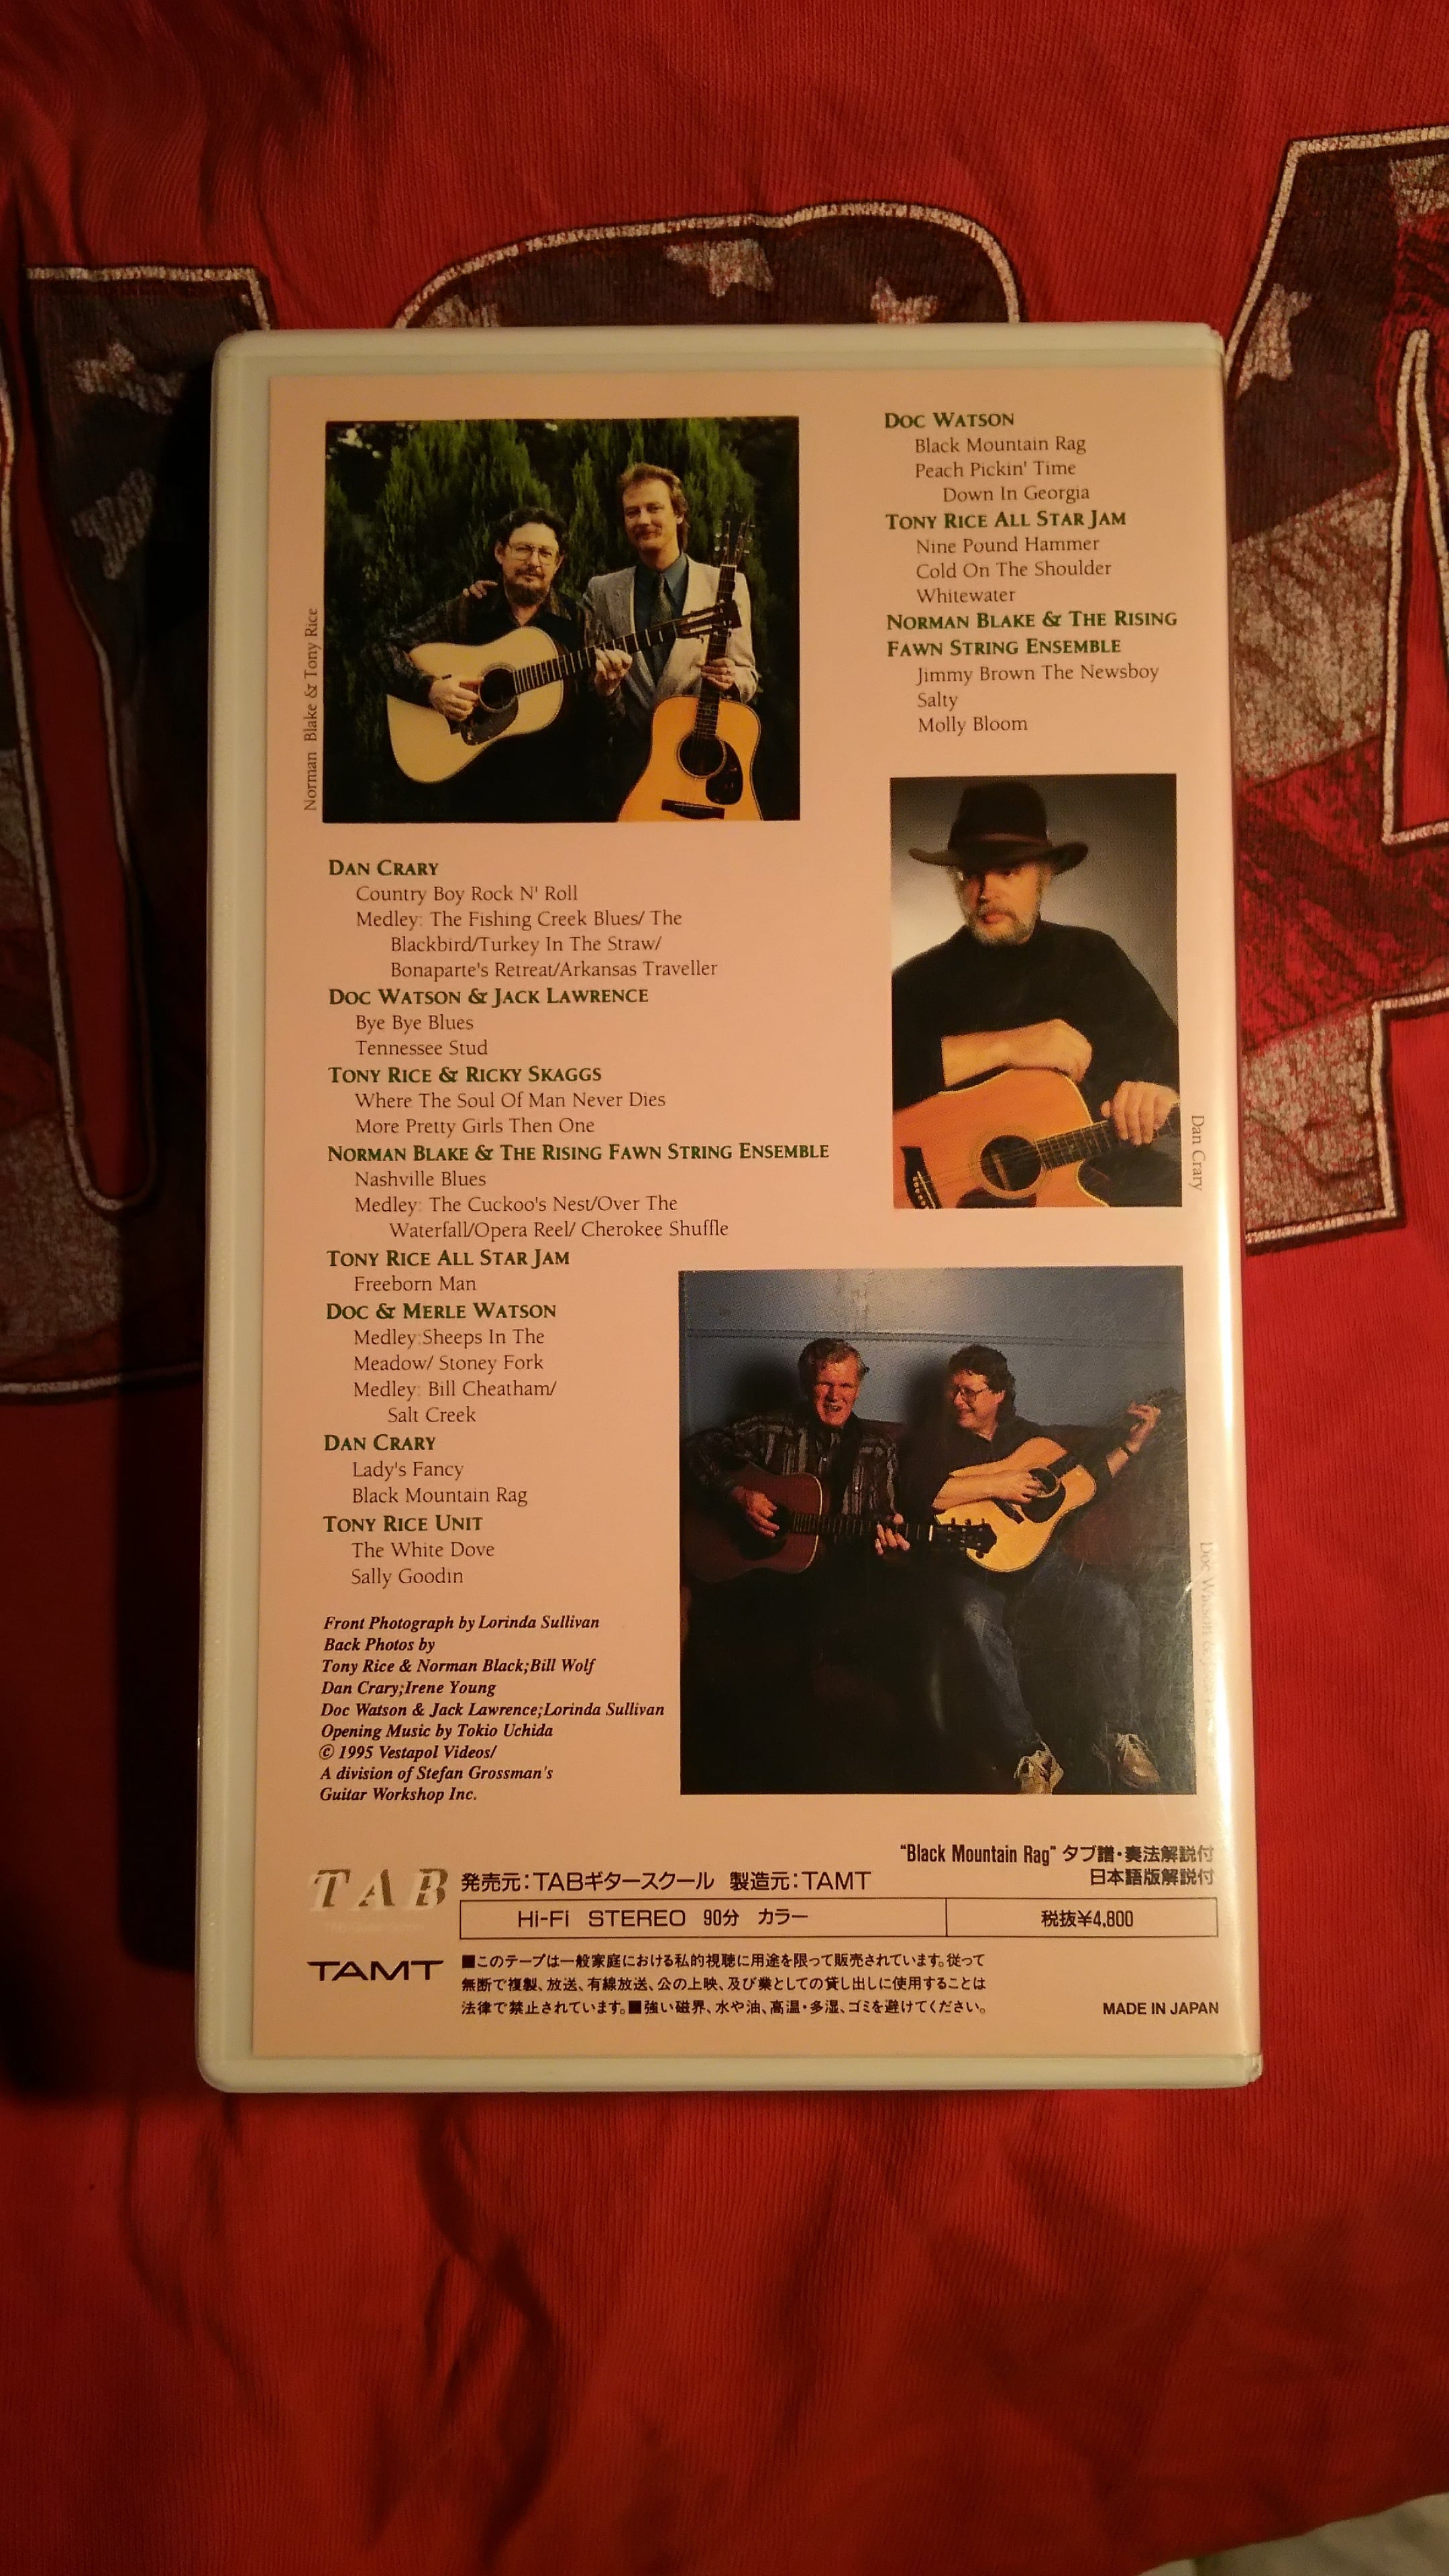 Norman Blake & Tony Rice
DOC WATSON
Black Mountain Rag
Peach Pickin' Time
Down In Georgia
TONY RICE ALL STAR JAM
Nine Pound Hammer
Cold On The Shoulder
Whitewater
NORMAN BLAKE & THE RISING
FAWN STRING ENSEMBLE
Jimmy Brown The Newsboy
Salty
Molly Bloom
Dan Crary
DAN CRARY
Country Boy Rock N' Roll
Medley: The Fishing Creek Blues/ The
Blackbird/Turkey In The Straw/
Bonaparte's Retreat/Arkansas Traveller
DOC WATSON & JACK LAWRENCE
Bye Bye Blues
Tennessee Stud
TONY RICE & RICKY SKAGGS
Where The Soul Of Man Never Dies
More Pretty Girls Then One
NORMAN BLAKE & THE RISING FAWN STRING ENSEMBLE
Nashville Blues
Medley: The Cuckoo's Nest/Over The
Waterfall/Opera Reel/ Cherokee Shuffle
TONY RICE ALL STAR JAM
Freeborn Man
DOC & MERLE WATSON
Medley:Sheeps In The
Meadow/ Stoney Fork
Medley: Bill Cheatham/
Salt Creek
DAN CRARY
Lady's Fancy
Black Mountain Rag
TONY RICE UNIT
The White Dove
Sally Goodin
Doc Watson &
Front Photograph by Lorinda Sullivan
Back Photos by
Tony Rice & Norman Black;Bill Wolf
Dan Crary;Irene Young
Doc Watson & Jack Lawrence;Lorinda Sullivan
Opening Music by Tokio Uchida
© 1995 Vestapol Videos/
A division of Stefan Grossman's
Guitar Workshop Inc.
"Black Mountain Rag" タブ譜・奏法解説付
日本語版解説付
TAB 発売元:TABギタースクール 製造元:TAMT
Hi-Fi STEREO 90分 カラー 税抜¥4,800
TAMT
■このテープは一般家庭における私的視聴に用途を限って販売されています。従って
無断で複製、放送、有線放送、公の上映、及び業としての貸し出しに使用することは
法律で禁止されています。■強い磁界、水や油、高温・多湿、ゴミを避けてください。
MADE IN JAPAN